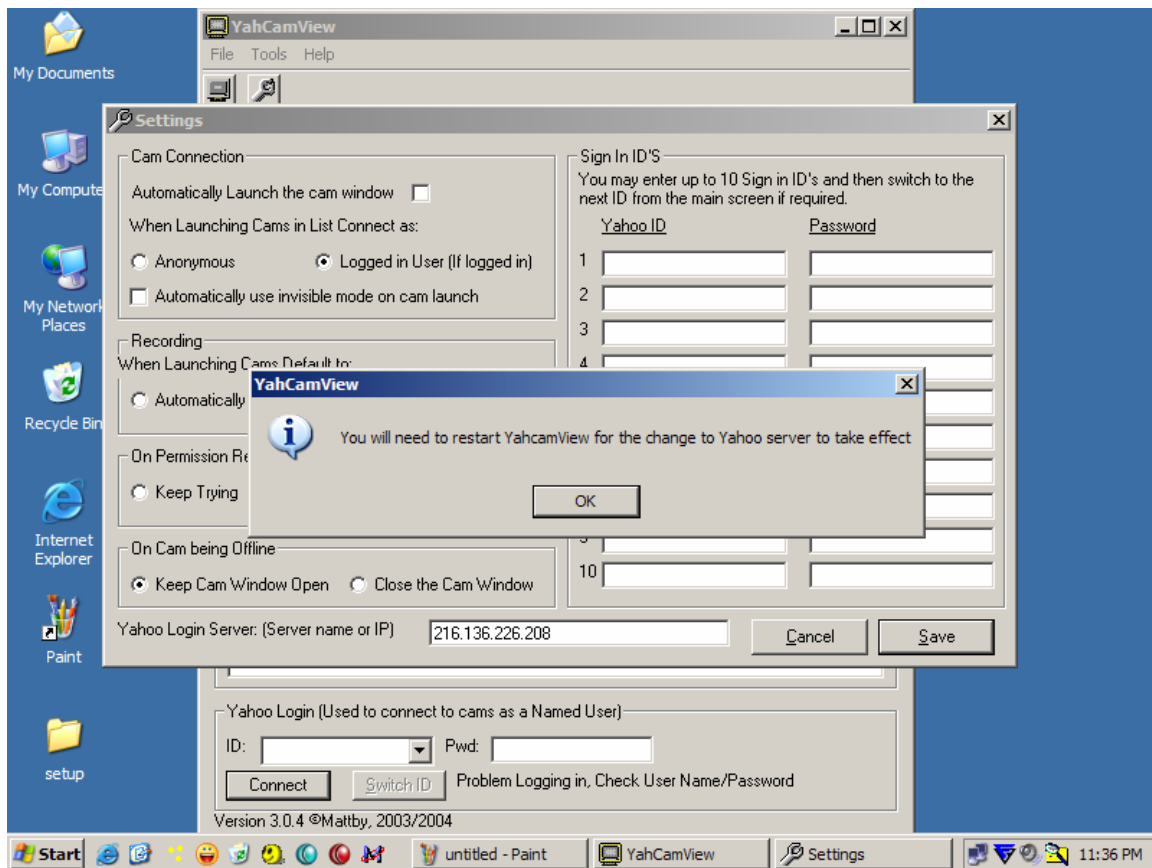 My Documents
My Compute
My Network
Places
Recycle Bin
Internet
Explorer
Paint
setup
YahCamView
File Tools Help
Settings
Cam Connection
Automatically Launch the cam window
When Launching Cams in List Connect as:
Anonymous Logged in User (If logged in)
Automatically use invisible mode on cam launch
Recording
When Launching Cams Default to:
Automatically
On Permission Re
Keep Trying
On Cam being Offline
Keep Cam Window Open Close the Cam Window
Sign In ID'S
You may enter up to 10 Sign in ID's and then switch to the
next ID from the main screen if required.
Yahoo ID Password
1
2
3
4
10
YahCamView
You will need to restart YahcamView for the change to Yahoo server to take effect
OK
Yahoo Login Server: (Server name or IP) 216.136.226.208 Cancel Save
Yahoo Login (Used to connect to cams as a Named User)
ID: Pwd:
Connect Switch ID Problem Logging in, Check User Name/Password
Version 3.0.4 ©Mattby, 2003/2004
Start untitled - Paint YahCamView Settings 11:36 PM